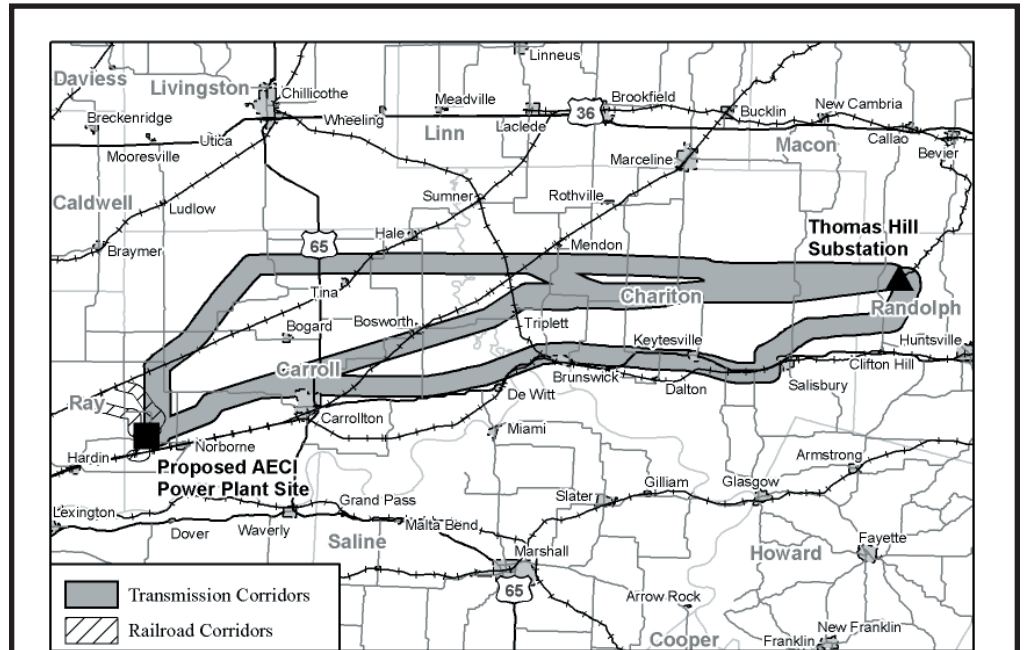 Linneus
Daviess
Livingston
Chillicothe
Breckenridge
Meadville
Brookfield
Bucklin
New Cambria
36
Wheeling
Laclede
Utica
Linn
Macon
Callao
Bevier
Mooresville
Marceline
Caldwell
Ludlow
Sumner
Rothville
Hale
65
Mendon
Thomas Hill
Substation
Braymer
Tina
Chariton
Randolph
Bogard
Bosworth
Triplett
Keytesville
Huntsville
Carroll
Clifton Hill
Brunswick
Dalton
Salisbury
De Witt
Ray
Carrollton
Miami
Norborne
Hardin
Proposed AECI
Power Plant Site
Armstrong
Gilliam
Glasgow
Slater
Grand Pass
Lexington
Dover
Waverly
Malta Bend
Saline
Marshall
Fayette
Howard
65
Arrow Rock
New Franklin
Franklin
Cooper
Transmission Corridors
Railroad Corridors